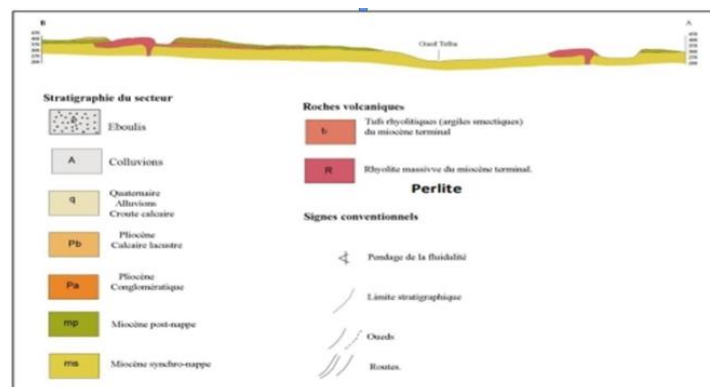 B
A
Oued Tafna
Stratigraphie du secteur
Eboulis
A
Colluvions
q
Quaternaire
Alluvions
Croute calcaire
Pb
Pliocène
Calcaire lacustre
Pa
Pliocène
Conglomératique
mp
Miocène post-nappe
ms
Miocène synchro-nappe
Roches volcaniques
Tufs rhyolitiques (argiles smectiques)
du miocène terminal
R
Rhyolite massivve du miocène terminal.
Perlite
Signes conventionnels
Pendage de la fluidalité
Limite stratigraphique
Oueds
Routes.